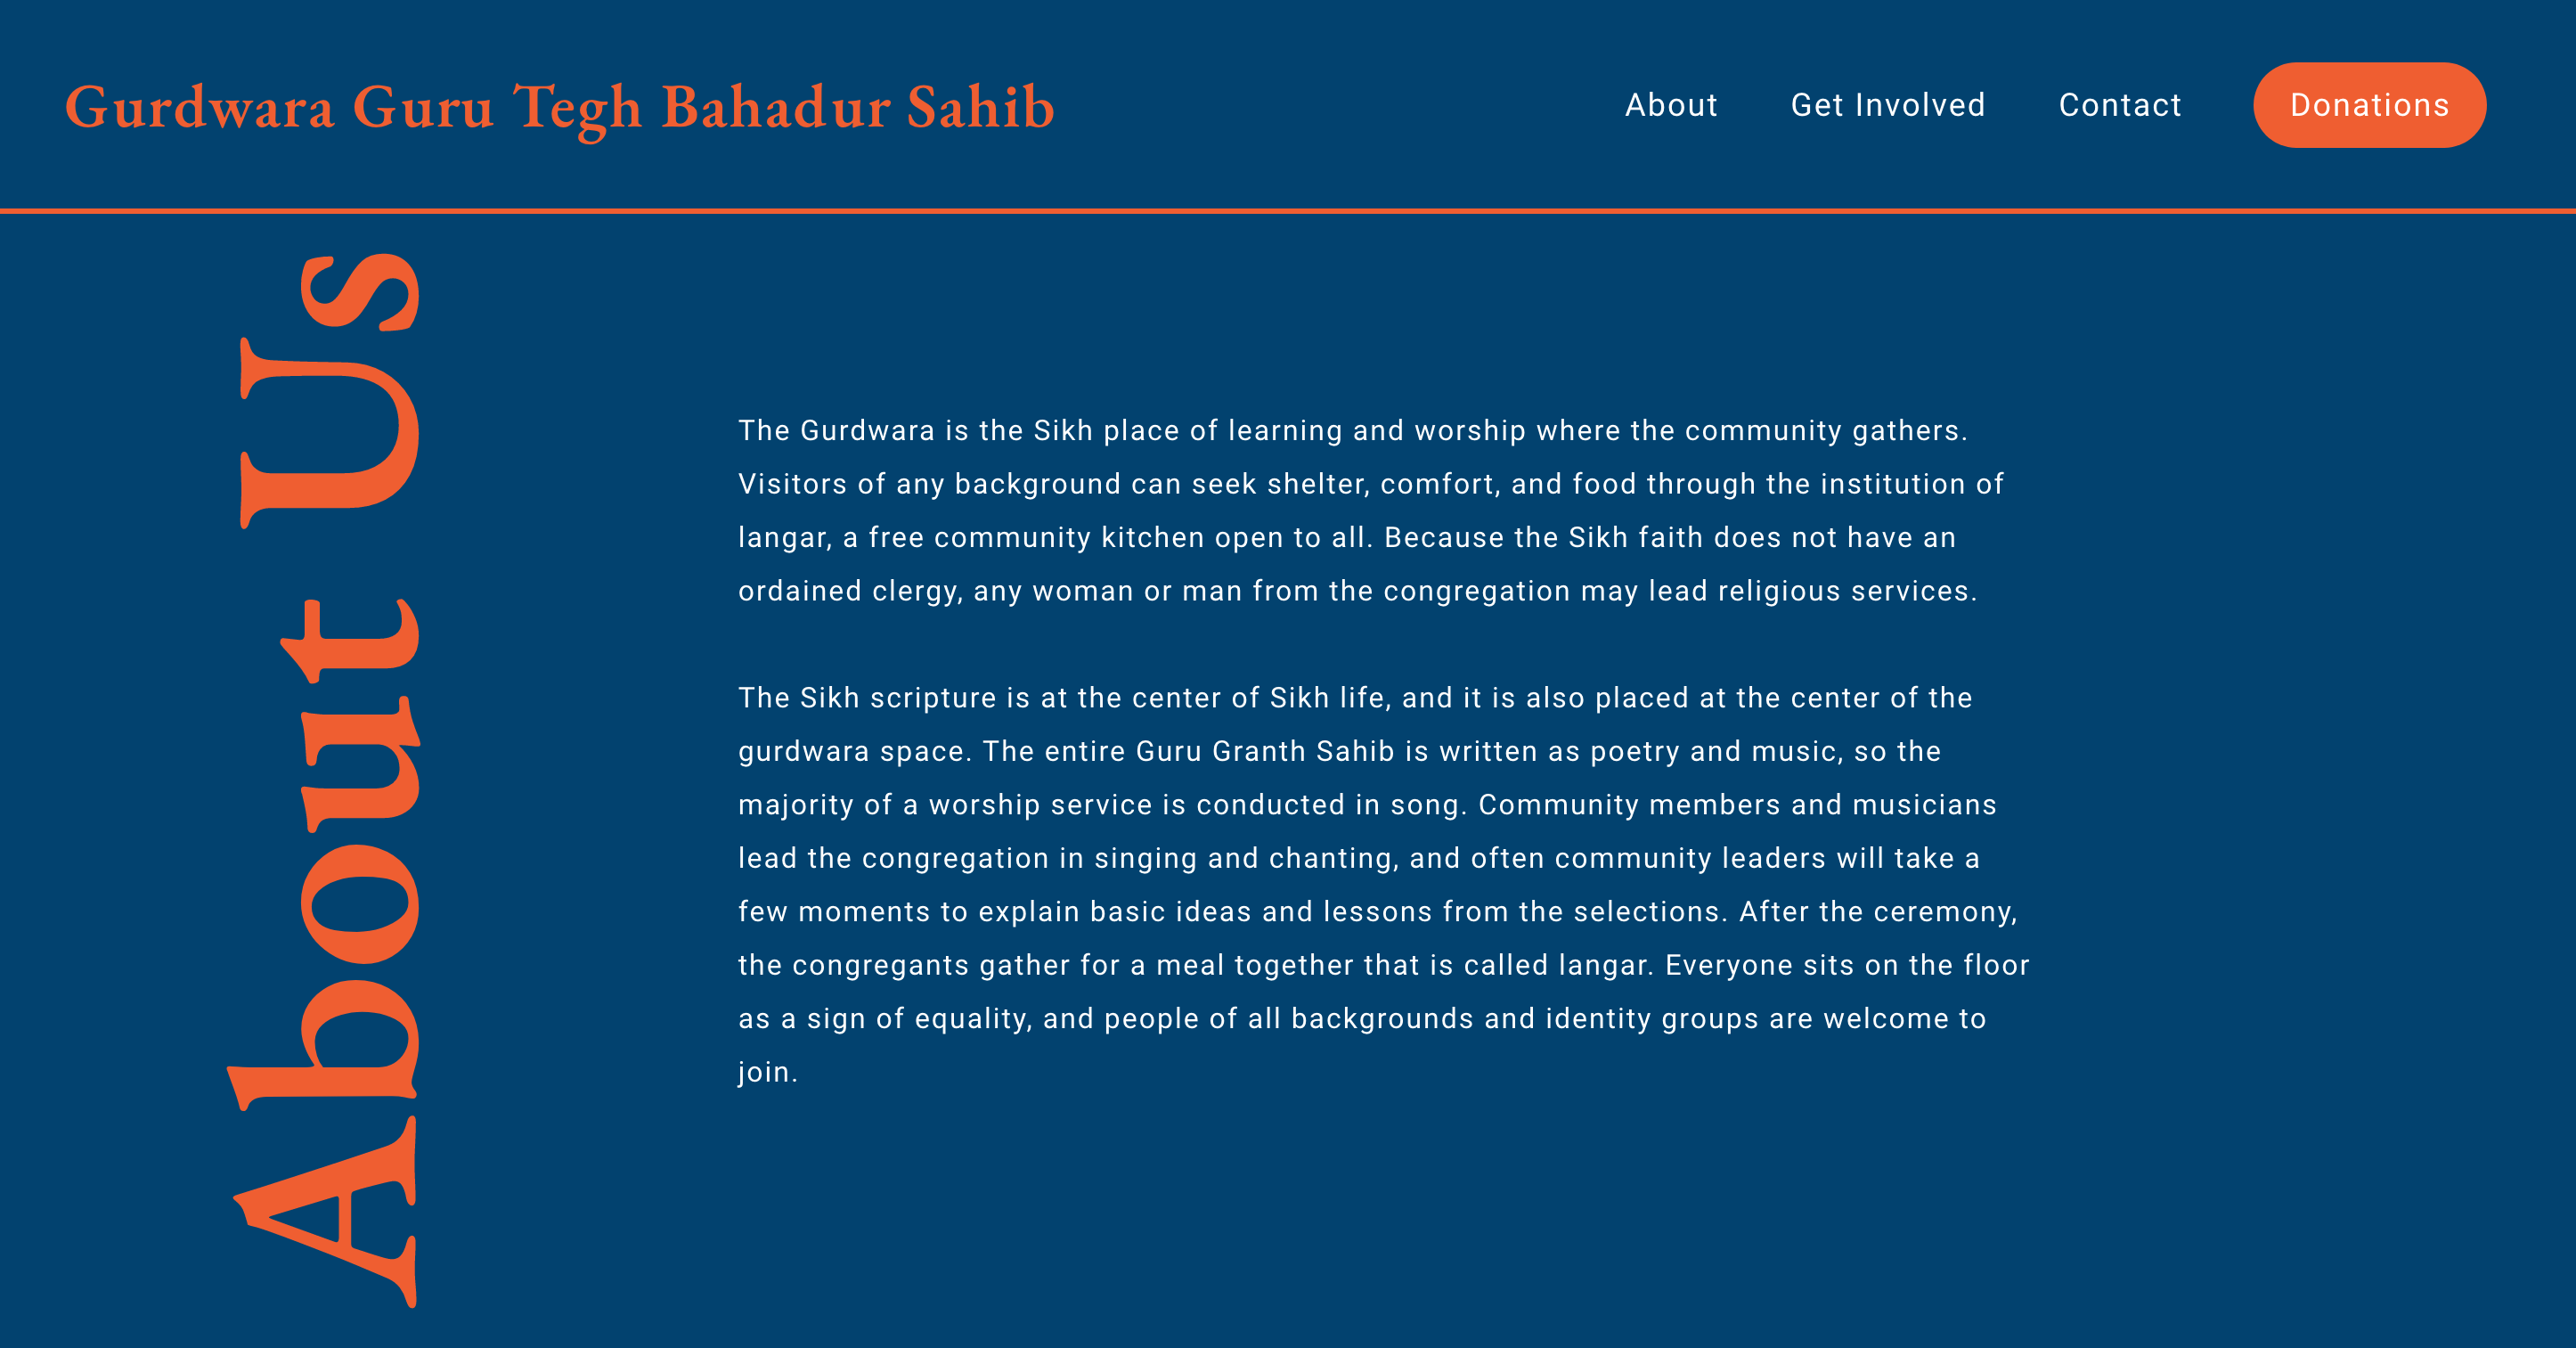 Gurdwara Guru Tegh Bahadur Sahib
About Get Involved Contact Donations
About Us
The Gurdwara is the Sikh place of learning and worship where the community gathers.
Visitors of any background can seek shelter, comfort, and food through the institution of
langar, a free community kitchen open to all. Because the Sikh faith does not have an
ordained clergy, any woman or man from the congregation may lead religious services.
The Sikh scripture is at the center of Sikh life, and it is also placed at the center of the
gurdwara space. The entire Guru Granth Sahib is written as poetry and music, so the
majority of a worship service is conducted in song. Community members and musicians
lead the congregation in singing and chanting, and often community leaders will take a
few moments to explain basic ideas and lessons from the selections. After the ceremony,
the congregants gather for a meal together that is called langar. Everyone sits on the floor
as a sign of equality, and people of all backgrounds and identity groups are welcome to
join.